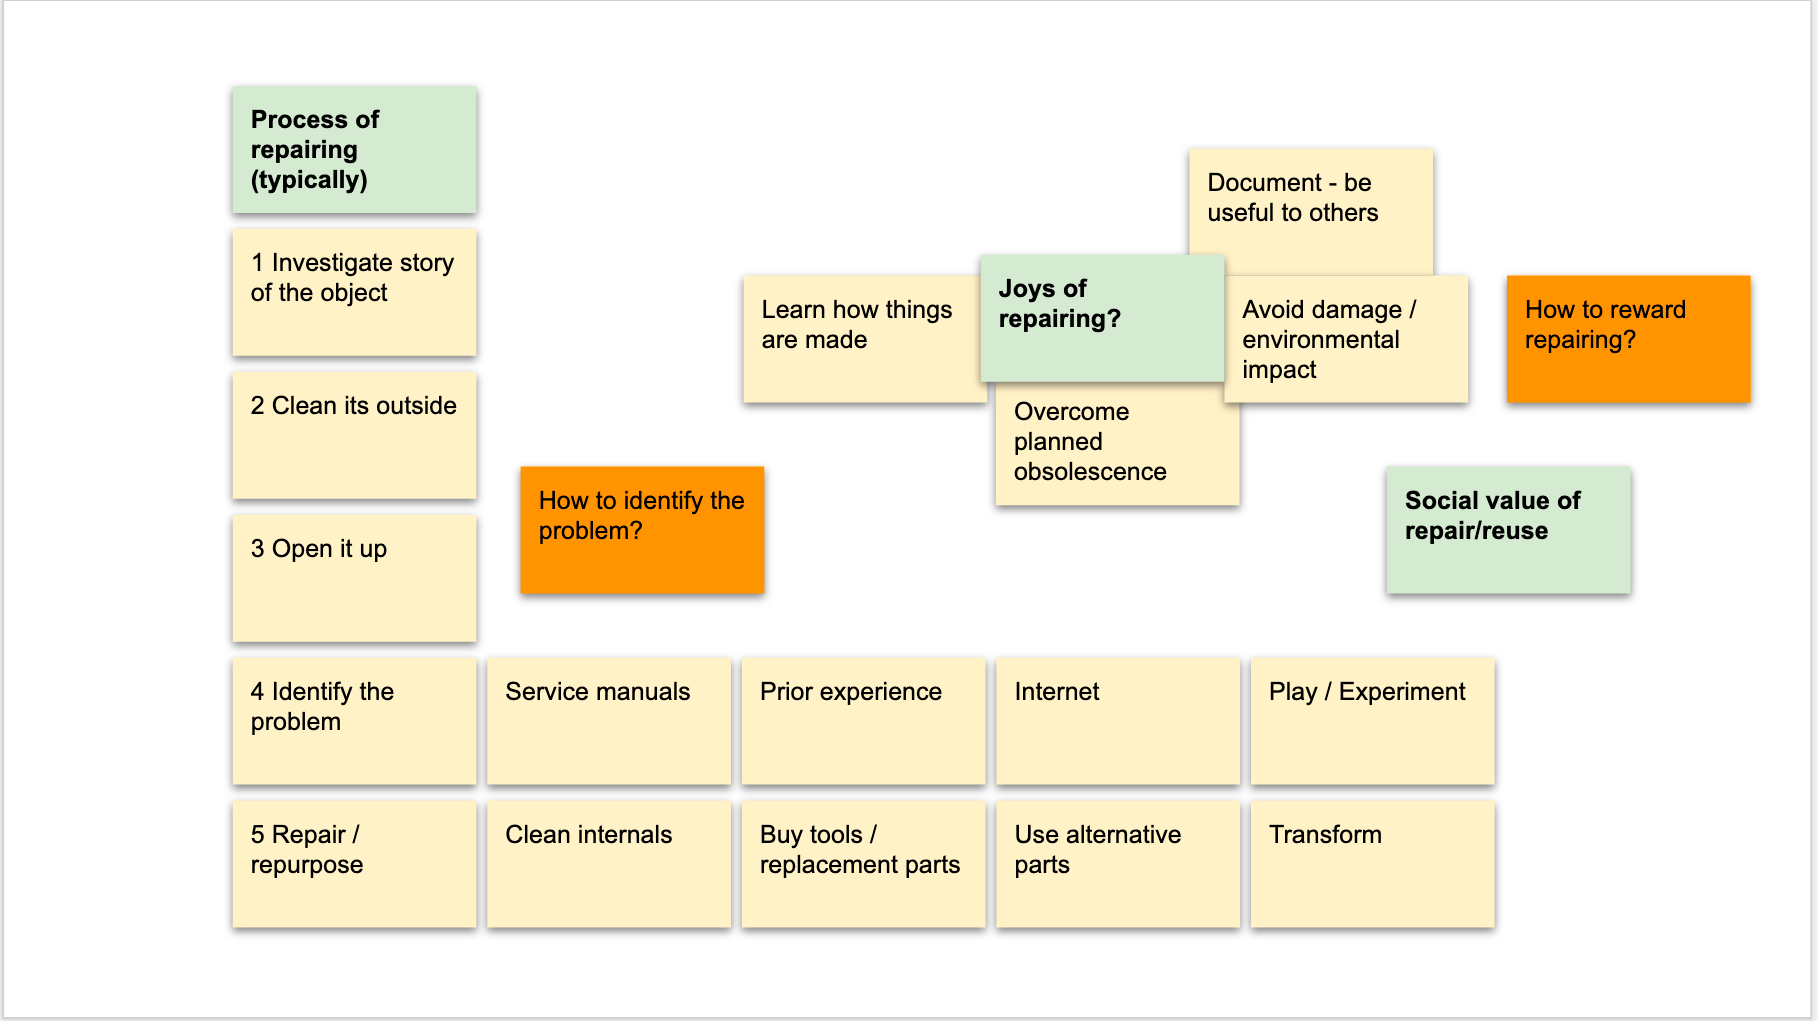 Process of
repairing
(typically)
1 Investigate story
of the object
2 Clean its outside
3 Open it up
How to identify the
problem?
Learn how things
are made
Joys of
repairing?
Document - be
useful to others
Avoid damage /
environmental
impact
Overcome
planned
obsolescence
How to reward
repairing?
Social value of
repair/reuse
4 Identify the
problem
Service manuals
Prior experience
Internet
Play / Experiment
5 Repair /
repurpose
Clean internals
Buy tools /
replacement parts
Use alternative
parts
Transform